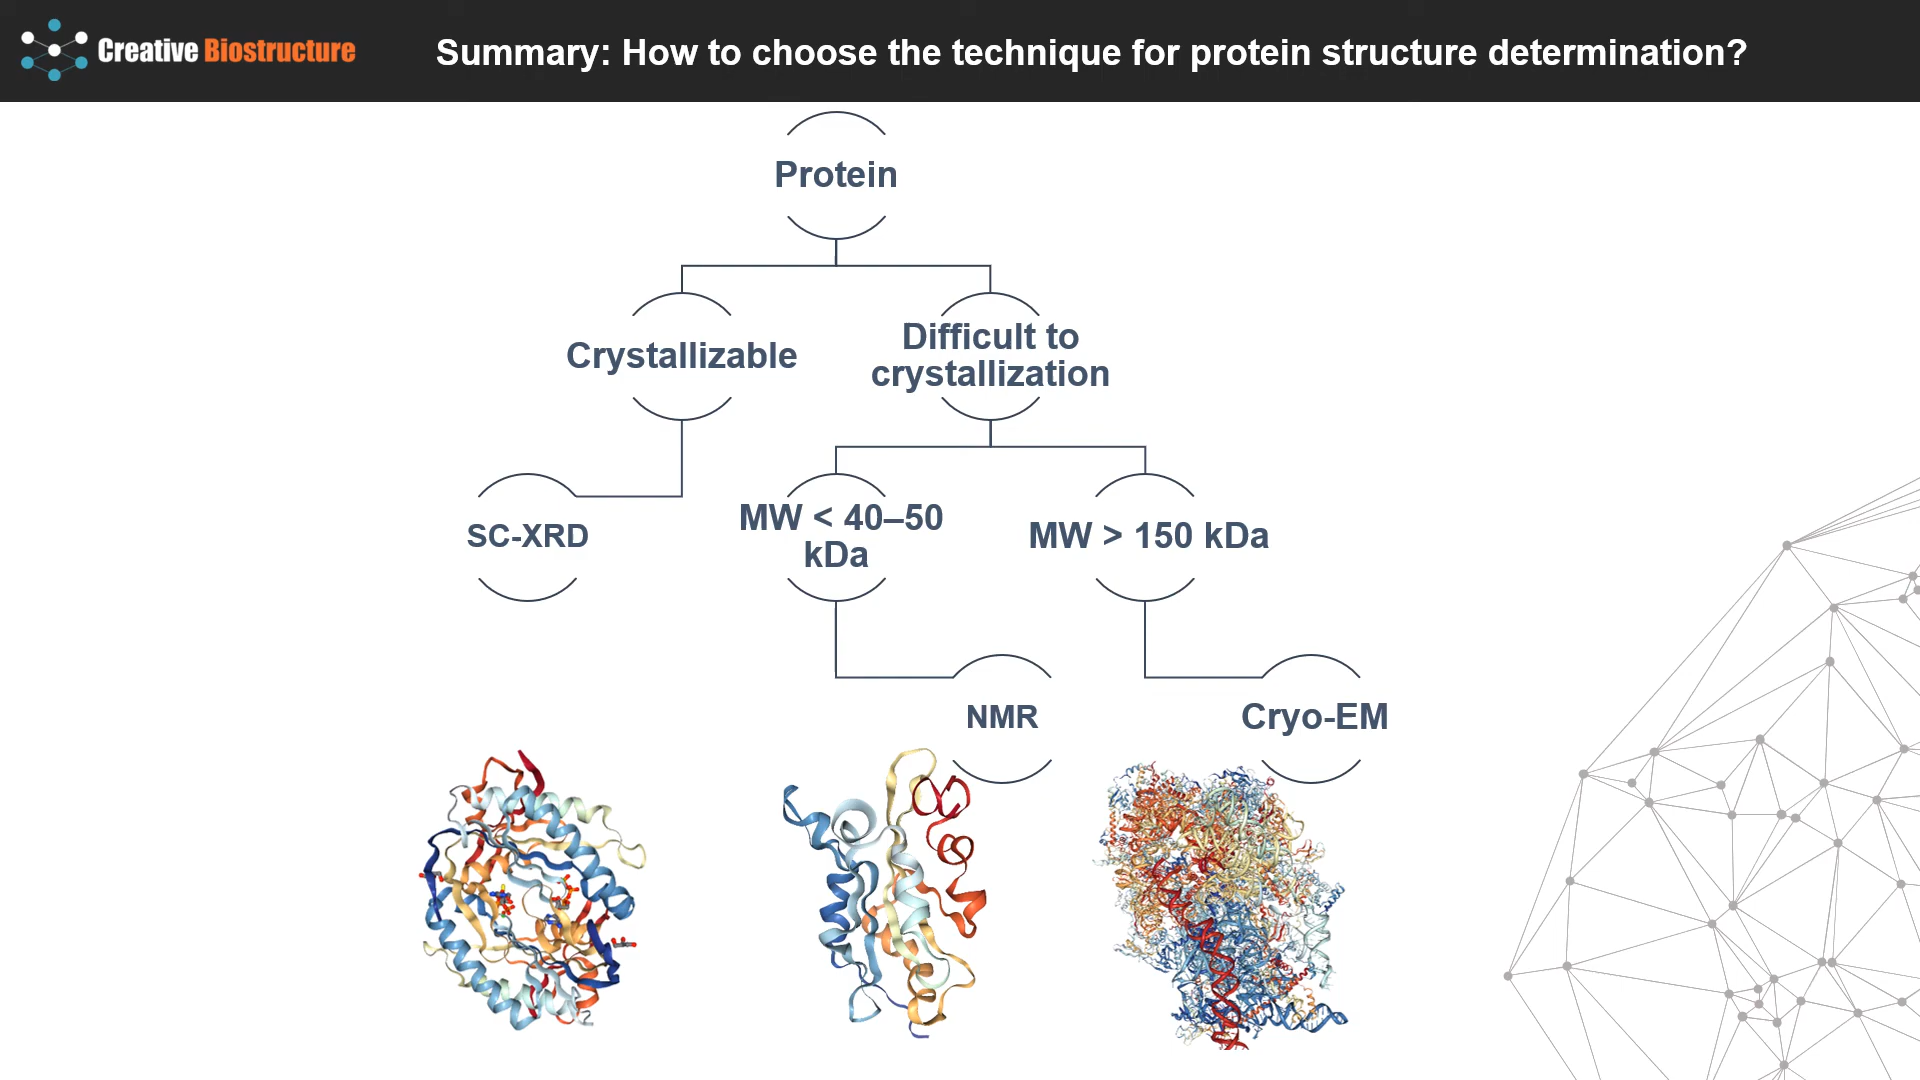 Creative Biostructure
Summary: How to choose the technique for protein structure determination?
Protein
Crystallizable
Difficult to
crystallization
SC-XRD
MW < 40–50
kDa
MW > 150 kDa
NMR
Cryo-EM